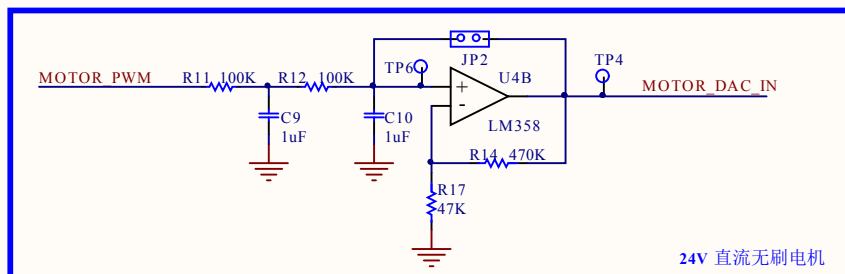 JP2
TP6
U4B
TP4
MOTOR_PWM
R11 100K
R12 100K
MOTOR_DAC_IN
+
-
C9
1uF
C10
1uF
LM358
R14 470K
R17
47K
24V 直流无刷电机